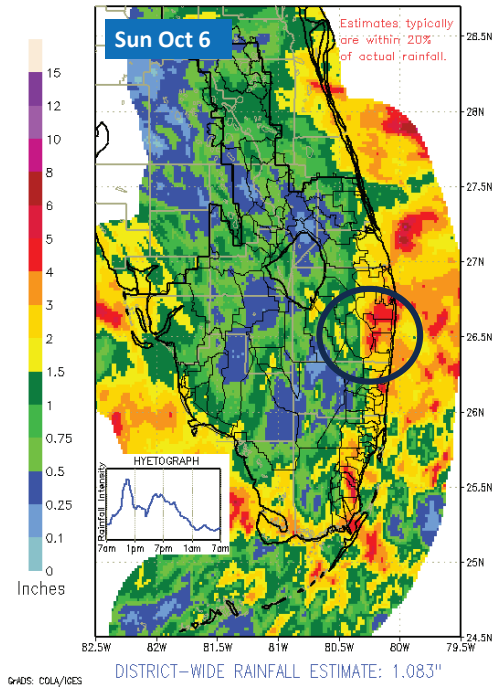 Sun Oct 6
Estimates typically
are within 20%
of actual rainfall.
15
12
10
8
6
5
4
3
2
1.5
1
0.75
0.5
0.25
0.1
0
Inches
28.5N
28N
27.5N
27N
26.5N
26N
25.5N
25N
24.5N
HYETOGRAPH
Rainfall Intensity
7am 1pm 7pm 1am 7am
82.5W 82W 81.5W 81W 80.5W 80W 79.5W
DISTRICT-WIDE RAINFALL ESTIMATE: 1.083"
GrADS: COLA/IGES